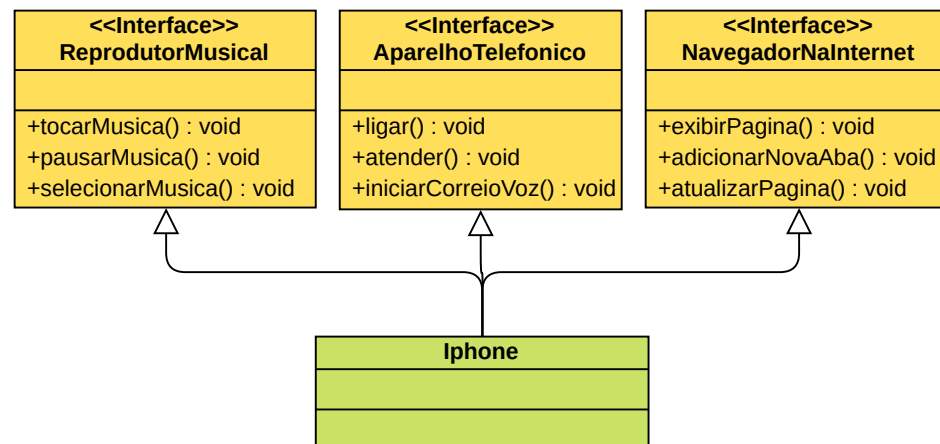 <<Interface>>
ReprodutorMusical
+tocarMusica() : void
+pausarMusica() : void
+selecionarMusica() : void
<<Interface>>
AparelhoTelefonico
+ligar() : void
+atender() : void
+iniciarCorreioVoz() : void
<<Interface>>
NavegadorNaInternet
+exibirPagina() : void
+adicionarNovaAba() : void
+atualizarPagina() : void
Iphone